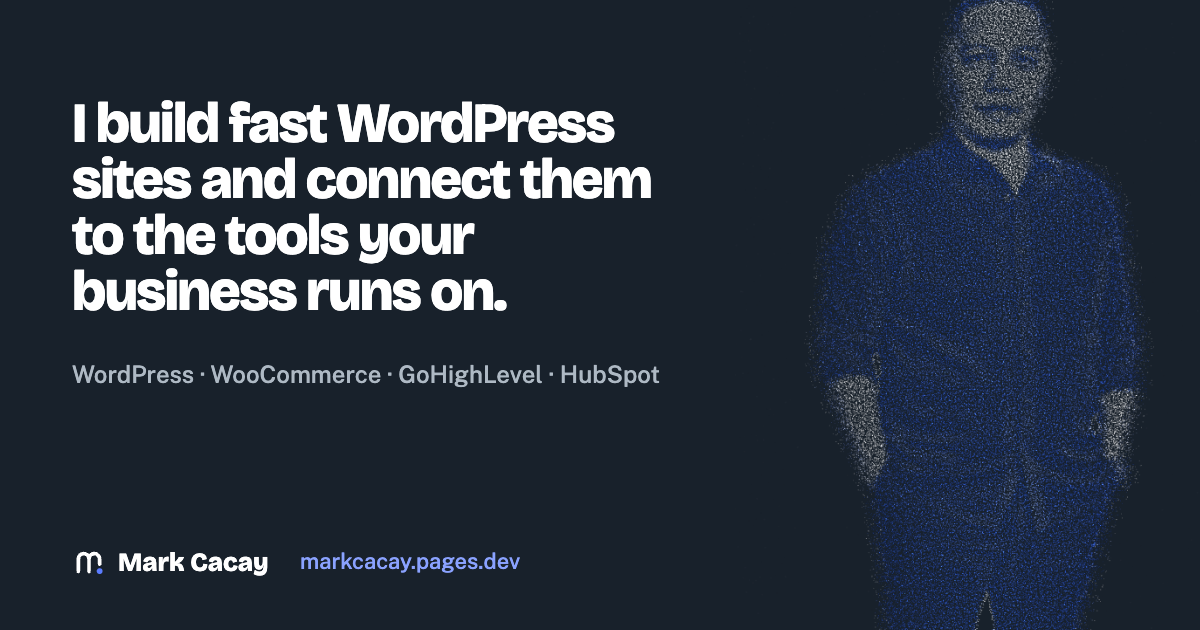 I build fast WordPress
sites and connect them
to the tools your
business runs on.
WordPress · WooCommerce · GoHighLevel · HubSpot
m. Mark Cacay markcacay.pages.dev